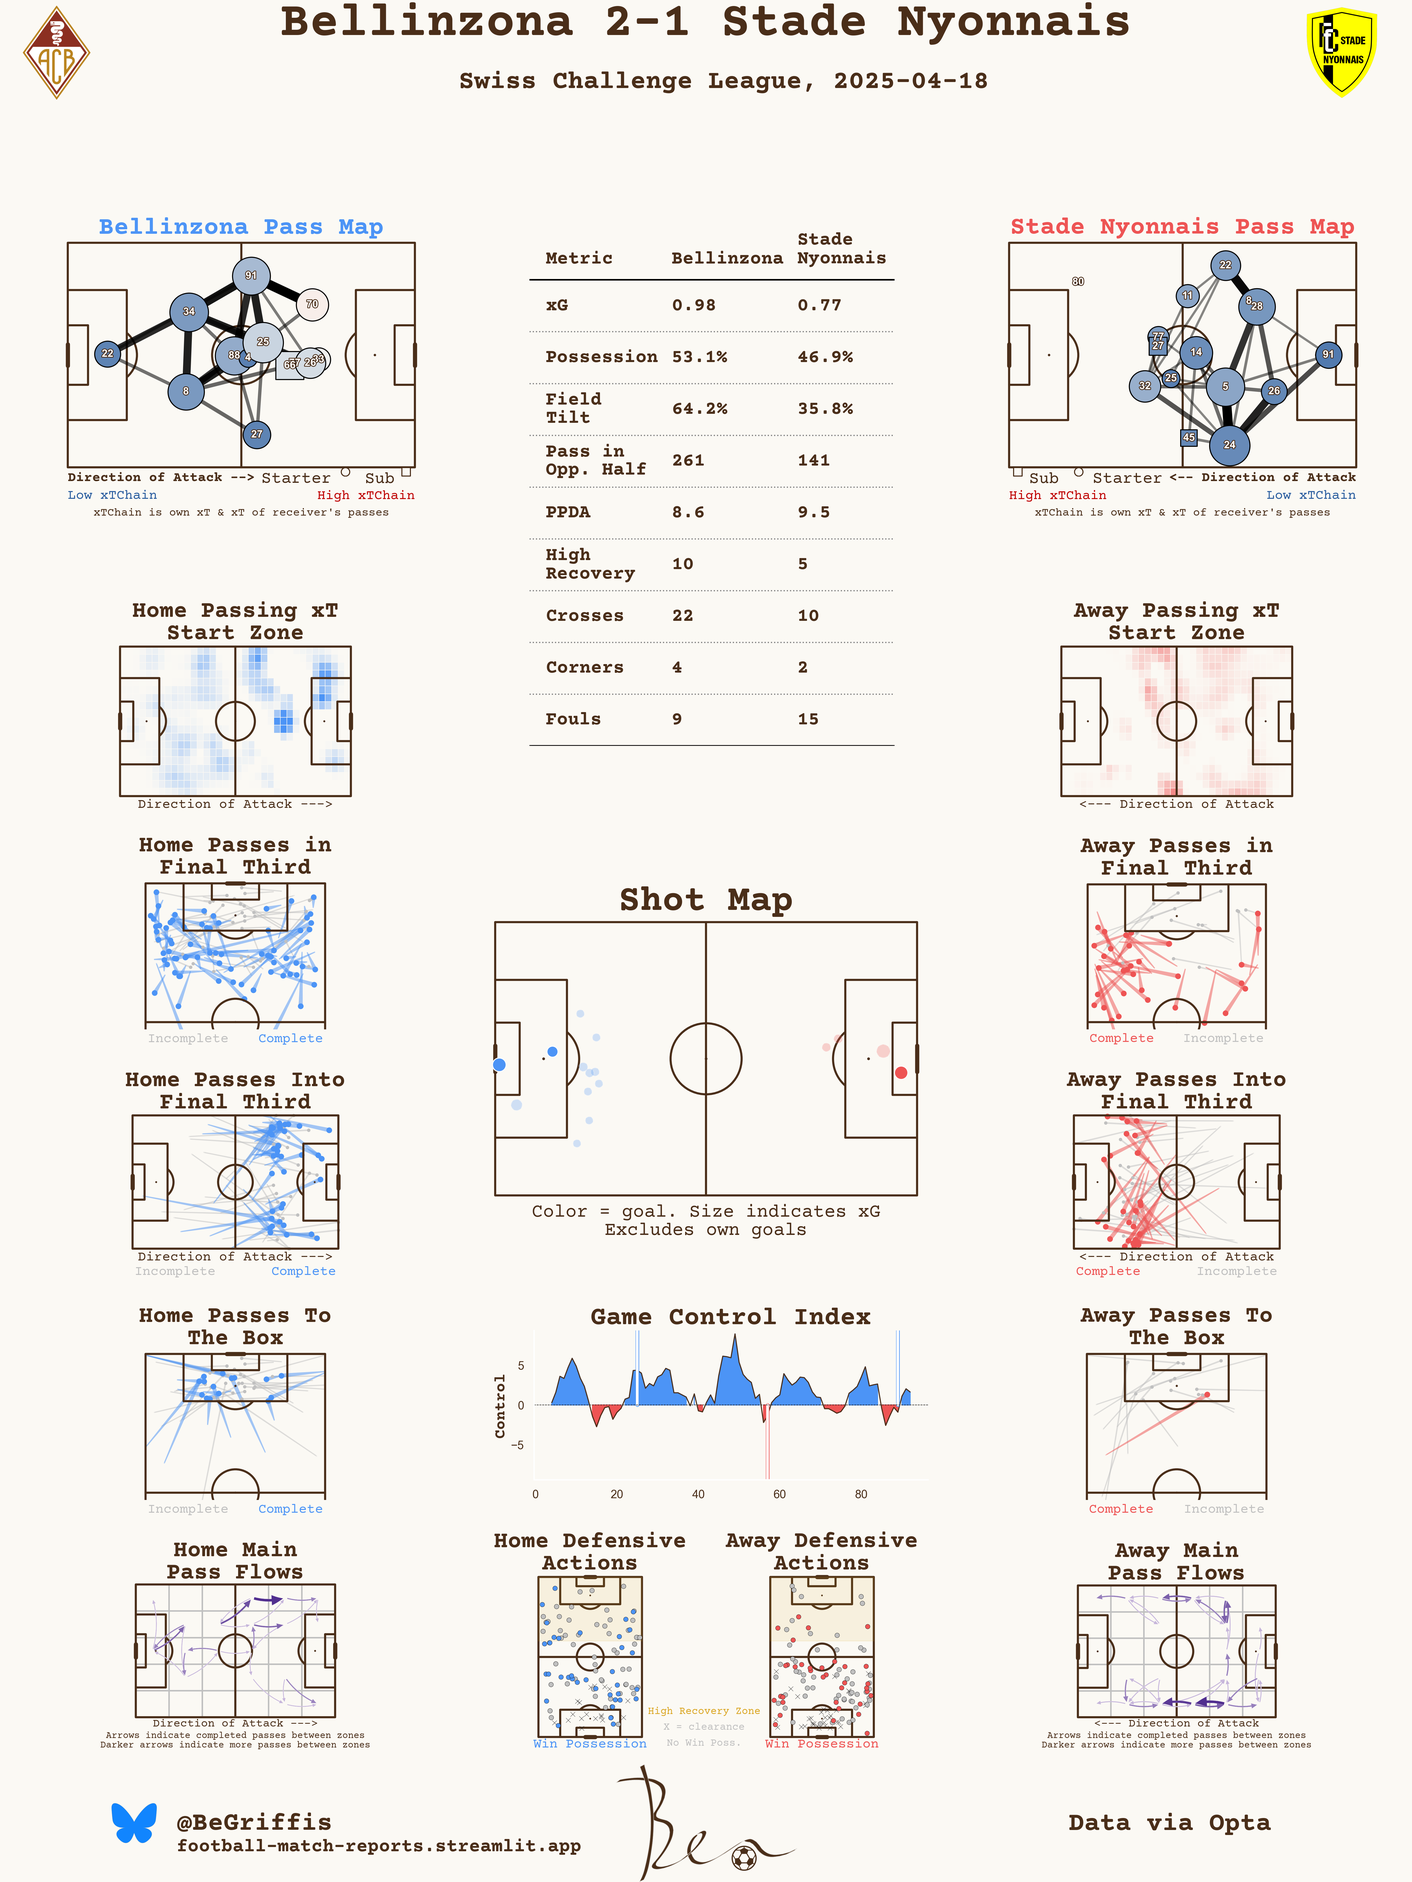 Bellinzona 2-1 Stade Nyonnais
Swiss Challenge League, 2025-04-18
ACB
FC STADE
NYONNAIS
Bellinzona Pass Map
91
70
34
25
22
88
4
77
33
66
26
8
27
Direction of Attack --> Starter Sub
Low xTChain High xTChain
xTChain is own xT & xT of receiver's passes
Metric Bellinzona Stade Nyonnais
xG 0.98 0.77
Possession 53.1% 46.9%
Field Tilt 64.2% 35.8%
Pass in Opp. Half 261 141
PPDA 8.6 9.5
High Recovery 10 5
Crosses 22 10
Corners 4 2
Fouls 9 15
Stade Nyonnais Pass Map
22
80
11
8
28
77
27
14
91
25
32
5
26
45
24
Sub Starter <-- Direction of Attack
High xTChain Low xTChain
xTChain is own xT & xT of receiver's passes
Home Passing xT
Start Zone
Direction of Attack --->
Away Passing xT
Start Zone
<--- Direction of Attack
Home Passes in
Final Third
Incomplete Complete
Away Passes in
Final Third
Complete Incomplete
Shot Map
Color = goal. Size indicates xG
Excludes own goals
Home Passes Into
Final Third
Direction of Attack --->
Incomplete Complete
Away Passes Into
Final Third
<--- Direction of Attack
Complete Incomplete
Home Passes To
The Box
Incomplete Complete
Game Control Index
Control
5
0
−5
0 20 40 60 80
Away Passes To
The Box
Complete Incomplete
Home Main
Pass Flows
Direction of Attack --->
Arrows indicate completed passes between zones
Darker arrows indicate more passes between zones
Home Defensive
Actions
Win Possession
Away Defensive
Actions
Win Possession
High Recovery Zone
X = clearance
No Win Poss.
Away Main
Pass Flows
<--- Direction of Attack
Arrows indicate completed passes between zones
Darker arrows indicate more passes between zones
@BeGriffis
football-match-reports.streamlit.app
Ben
Data via Opta